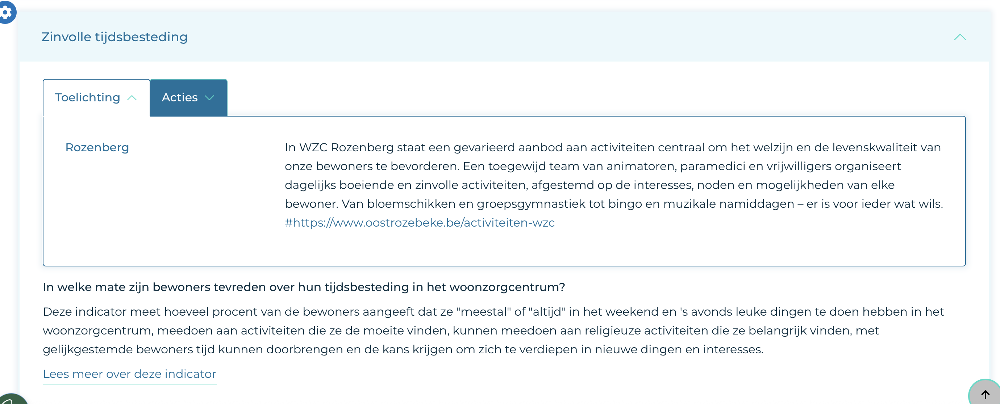 Zinvolle tijdsbesteding
Toelichting
Acties
Rozenberg
In WZC Rozenberg staat een gevarieerd aanbod aan activiteiten centraal om het welzijn en de levenskwaliteit van
onze bewoners te bevorderen. Een toegewijd team van animatoren, paramedici en vrijwilligers organiseert
dagelijks boeiende en zinvolle activiteiten, afgestemd op de interesses, noden en mogelijkheden van elke
bewoner. Van bloemschikken en groepsgymnastiek tot bingo en muzikale namiddagen – er is voor ieder wat wils.
#https://www.oostrozebeke.be/activiteiten-wzc
In welke mate zijn bewoners tevreden over hun tijdsbesteding in het woonzorgcentrum?
Deze indicator meet hoeveel procent van de bewoners aangeeft dat ze "meestal" of "altijd" in het weekend en 's avonds leuke dingen te doen hebben in het
woonzorgcentrum, meedoen aan activiteiten die ze de moeite vinden, kunnen meedoen aan religieuze activiteiten die ze belangrijk vinden, met
gelijkgestemde bewoners tijd kunnen doorbrengen en de kans krijgen om zich te verdiepen in nieuwe dingen en interesses.
Lees meer over deze indicator